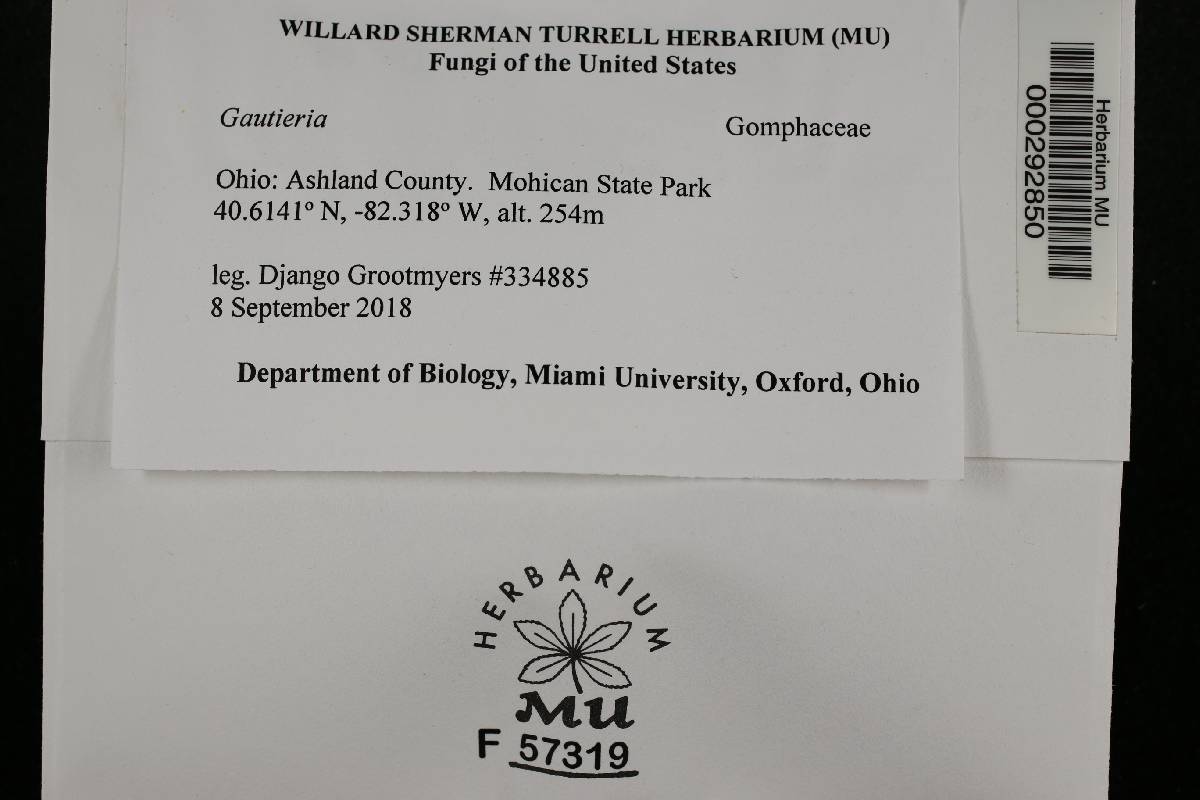 WILLARD SHERMAN TURRELL HERBARIUM (MU)
Fungi of the United States
Gautieria Gomphaceae
Ohio: Ashland County. Mohican State Park
40.6141º N, -82.318º W, alt. 254m
leg. Django Grootmyers #334885
8 September 2018
Department of Biology, Miami University, Oxford, Ohio
Herbarium MU
000292850
HERBARIUM
MU
F 57319